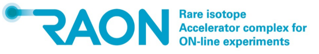 RAON
Rare isotope
Accelerator complex for
ON-line experiments